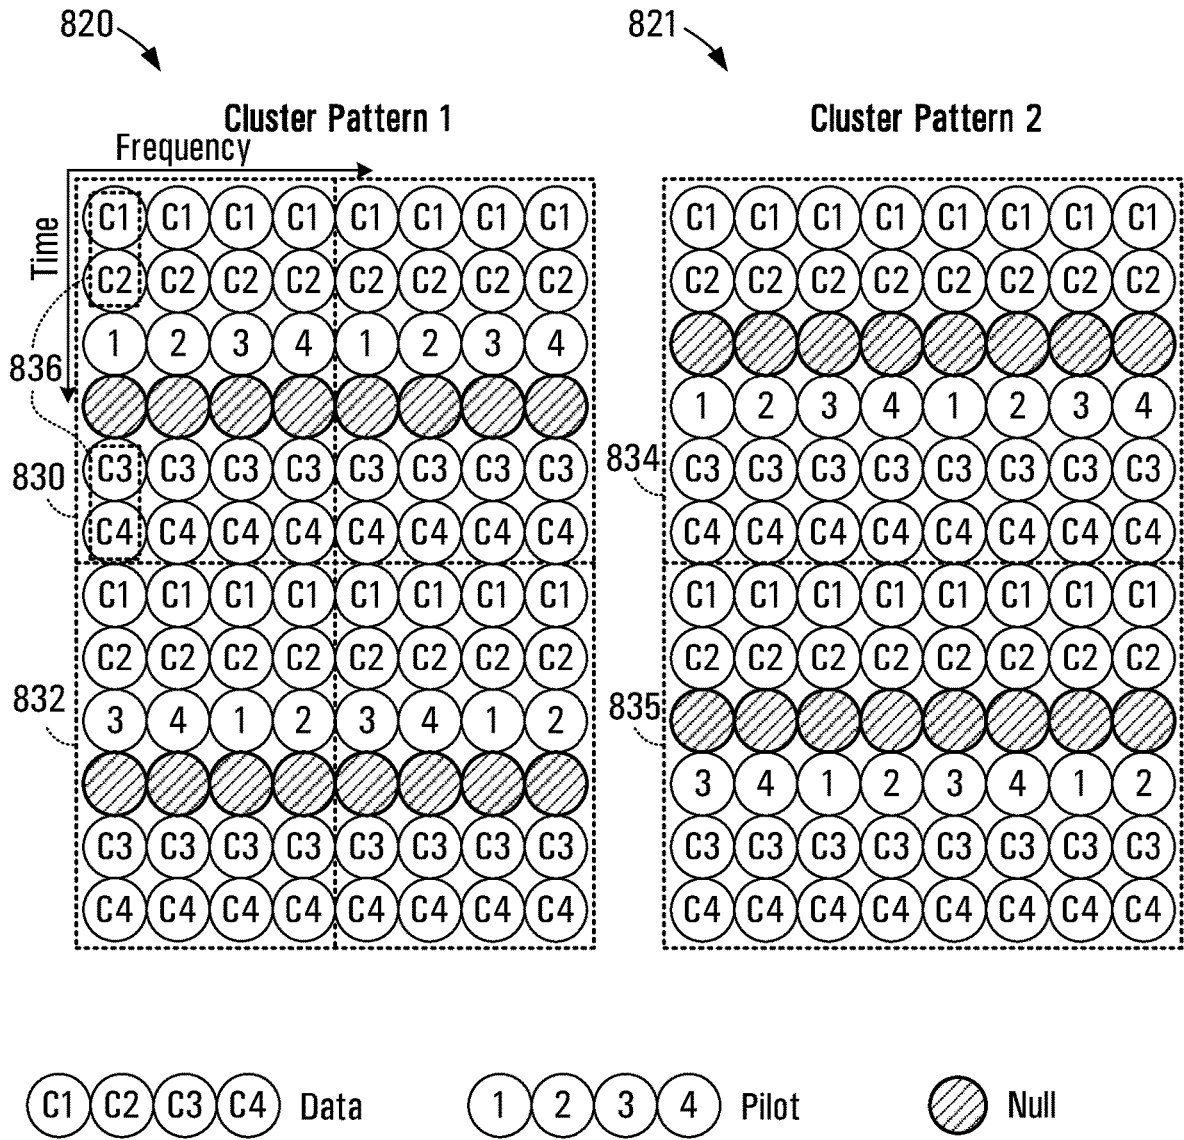 820 821
Cluster Pattern 1 Cluster Pattern 2
Frequency
Time
C1 C1 C1 C1 C1 C1 C1 C1 C1 C1 C1 C1 C1 C1 C1 C1
C2 C2 C2 C2 C2 C2 C2 C2 C2 C2 C2 C2 C2 C2 C2 C2
1 2 3 4 1 2 3 4
836
1 2 3 4 1 2 3 4
C3 C3 C3 C3 C3 C3 C3 C3 834 C3 C3 C3 C3 C3 C3 C3 C3
830
C4 C4 C4 C4 C4 C4 C4 C4 C4 C4 C4 C4 C4 C4 C4 C4
C1 C1 C1 C1 C1 C1 C1 C1 C1 C1 C1 C1 C1 C1 C1 C1
C2 C2 C2 C2 C2 C2 C2 C2 C2 C2 C2 C2 C2 C2 C2 C2
832 835
3 4 1 2 3 4 1 2
3 4 1 2 3 4 1 2
C3 C3 C3 C3 C3 C3 C3 C3 C3 C3 C3 C3 C3 C3 C3 C3
C4 C4 C4 C4 C4 C4 C4 C4 C4 C4 C4 C4 C4 C4 C4 C4
C1 C2 C3 C4 Data 1 2 3 4 Pilot Null